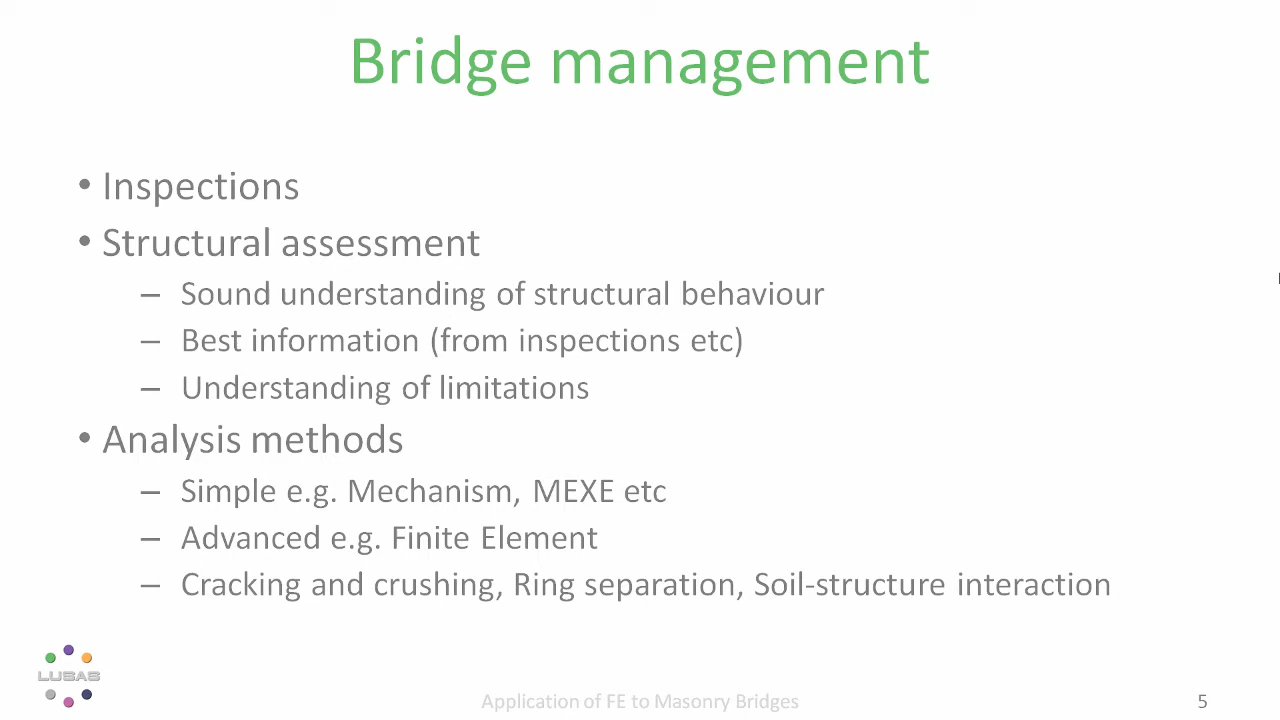 Bridge management
• Inspections
• Structural assessment
– Sound understanding of structural behaviour
– Best information (from inspections etc)
– Understanding of limitations
• Analysis methods
– Simple e.g. Mechanism, MEXE etc
– Advanced e.g. Finite Element
– Cracking and crushing, Ring separation, Soil-structure interaction
LUSAS
Application of FE to Masonry Bridges
5